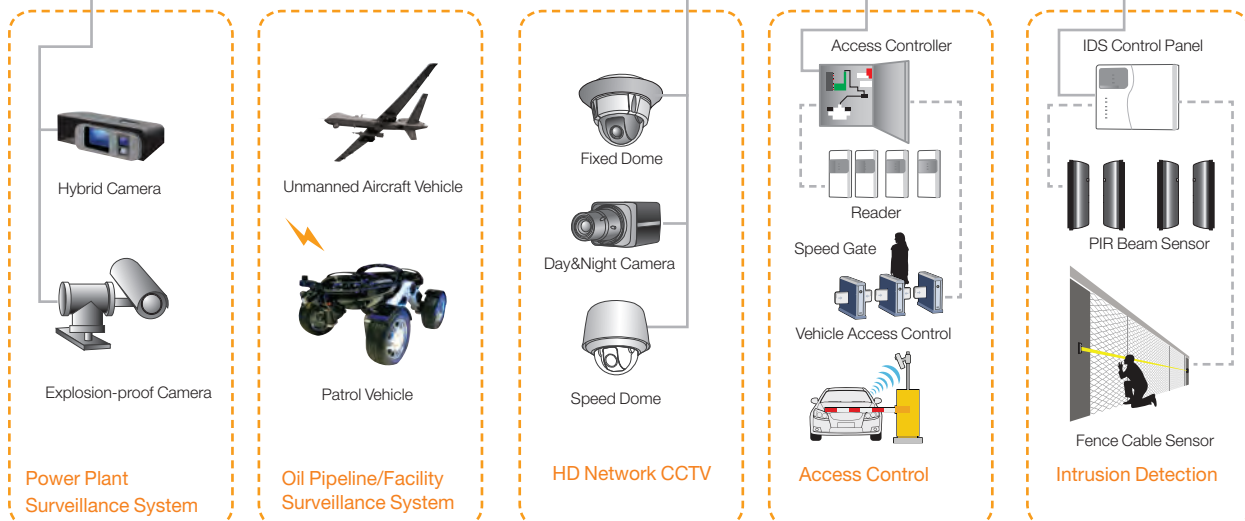 Hybrid Camera
Explosion-proof Camera
Power Plant
Surveillance System
Unmanned Aircraft Vehicle
Patrol Vehicle
Oil Pipeline/Facility
Surveillance System
Fixed Dome
Day&Night Camera
Speed Dome
HD Network CCTV
Access Controller
Reader
Speed Gate
Vehicle Access Control
Access Control
IDS Control Panel
PIR Beam Sensor
Fence Cable Sensor
Intrusion Detection